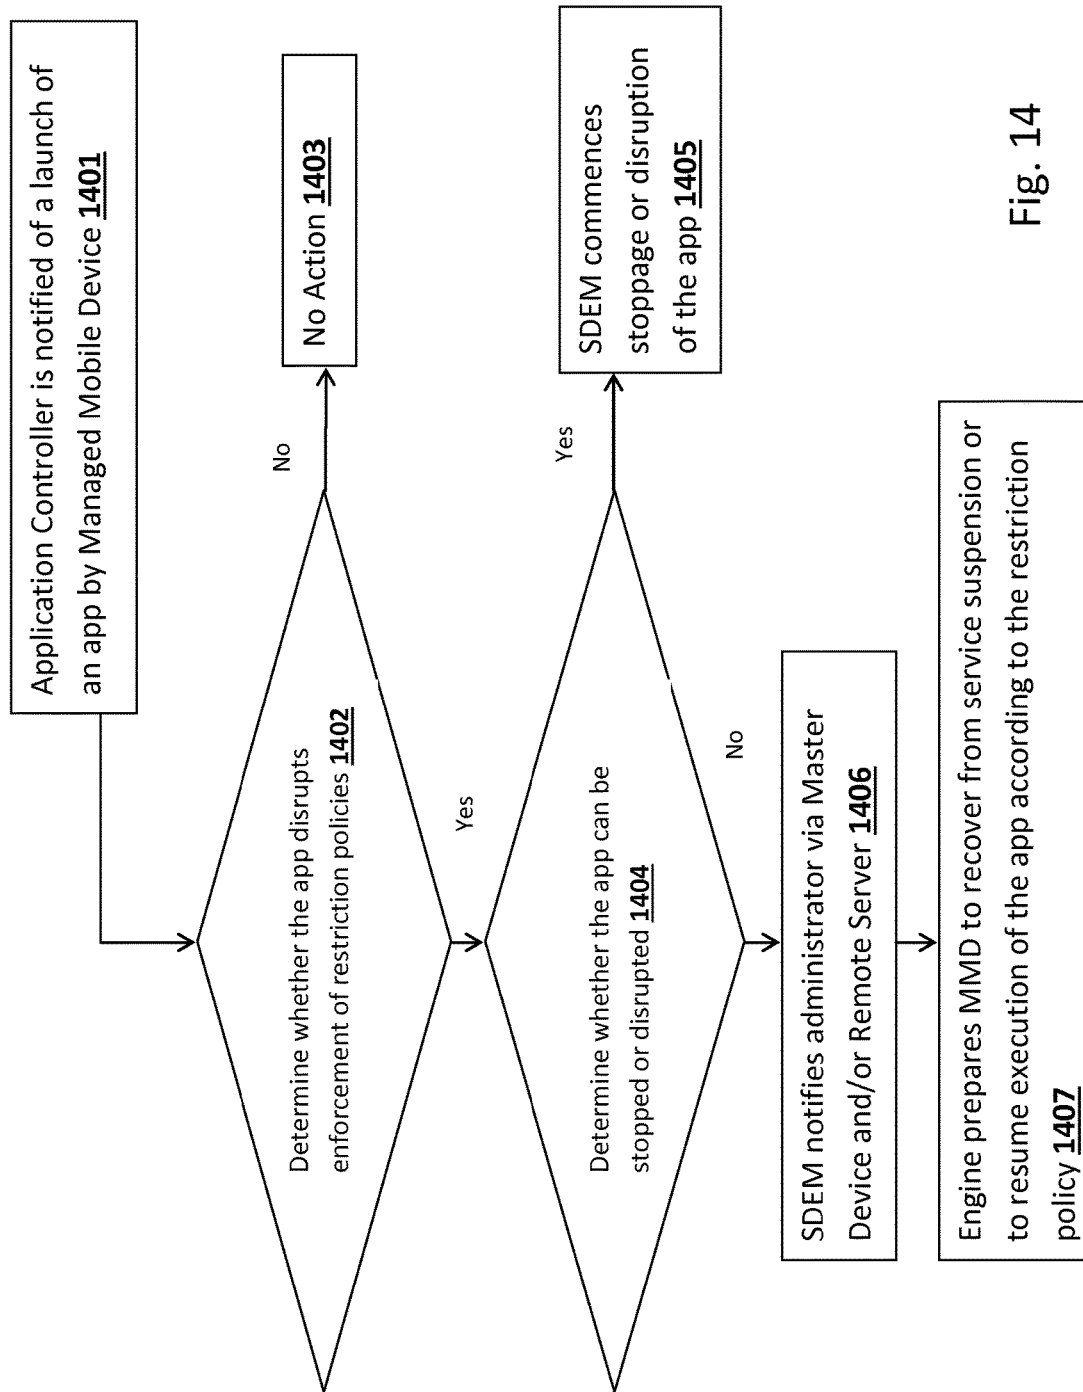 Application Controller is notified of a launch of
an app by Managed Mobile Device 1401
Determine whether the app disrupts
enforcement of restriction policies 1402
No
No Action 1403
Yes
Determine whether the app can be
stopped or disrupted 1404
Yes
SDEM commences
stoppage or disruption
of the app 1405
No
SDEM notifies administrator via Master
Device and/or Remote Server 1406
Engine prepares MMD to recover from service suspension or
to resume execution of the app according to the restriction
policy 1407
Fig. 14